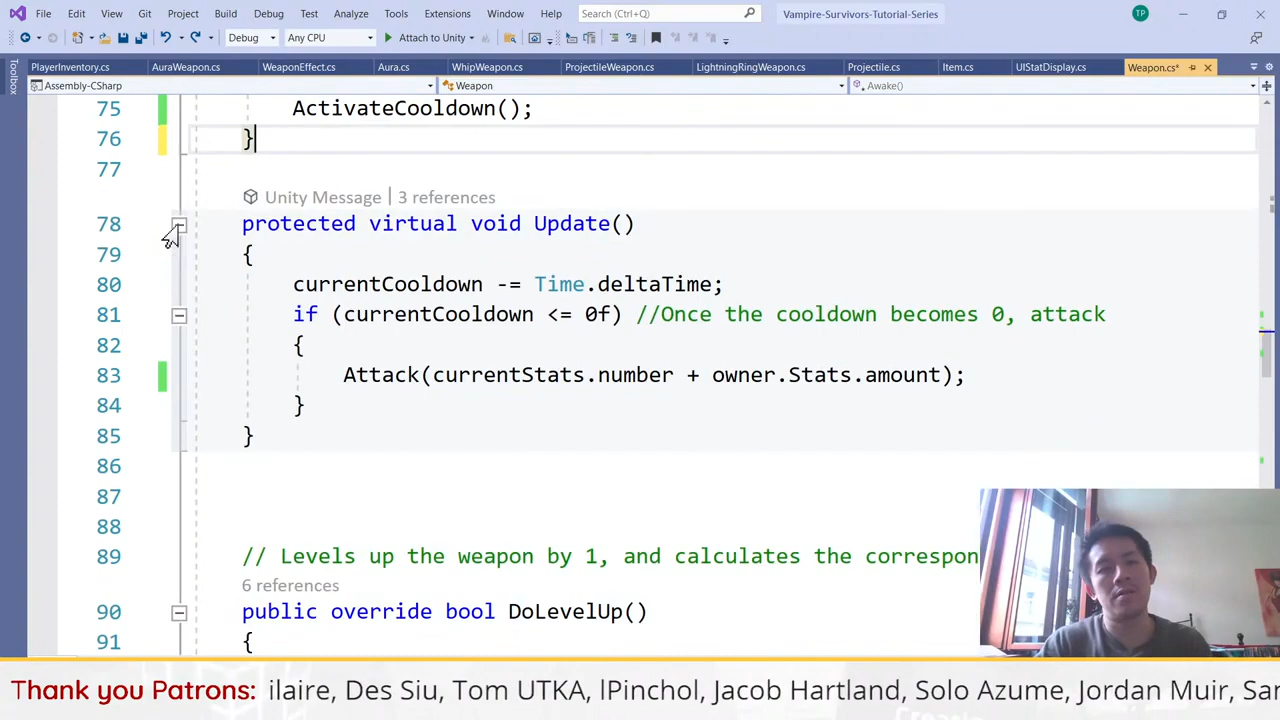 File Edit View Git Project Build Debug Test Analyze Tools Extensions Window Help Search (Ctrl+Q) Vampire-Survivors-Tutorial-Series TP
Debug Any CPU Attach to Unity
PlayerInventory.cs AuraWeapon.cs WeaponEffect.cs Aura.cs WhipWeapon.cs ProjectileWeapon.cs LightningRingWeapon.cs Projectile.cs Item.cs UIStatDisplay.cs Weapon.cs*
Toolbox
Assembly-CSharp Weapon Awake()
75 ActivateCooldown();
76 }
77
Unity Message | 3 references
78 protected virtual void Update()
79 {
80 currentCooldown -= Time.deltaTime;
81 if (currentCooldown <= 0f) //Once the cooldown becomes 0, attack
82 {
83 Attack(currentStats.number + owner.Stats.amount);
84 }
85 }
86
87
88
89 // Levels up the weapon by 1, and calculates the correspon
6 references
90 public override bool DoLevelUp()
91 {
Thank you Patrons: ilaire, Des Siu, Tom UTKA, lPinchol, Jacob Hartland, Solo Azume, Jordan Muir, Sar